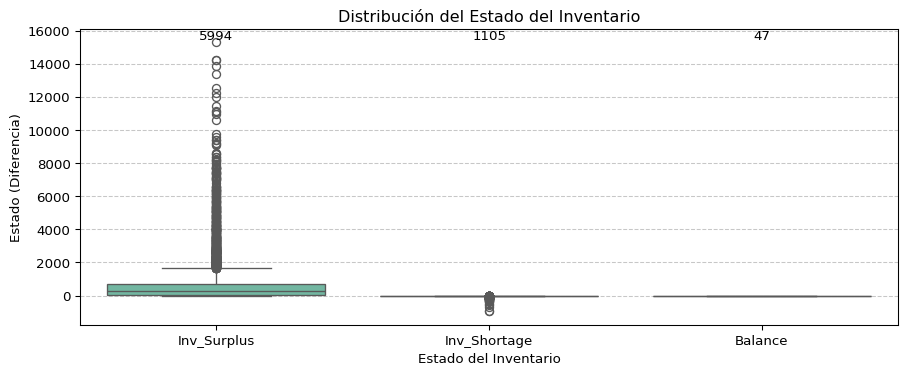 Distribución del Estado del Inventario
5994 1105 47
16000
14000
12000
10000
8000
6000
4000
2000
0
Estado (Diferencia)
Inv_Surplus Inv_Shortage Balance
Estado del Inventario